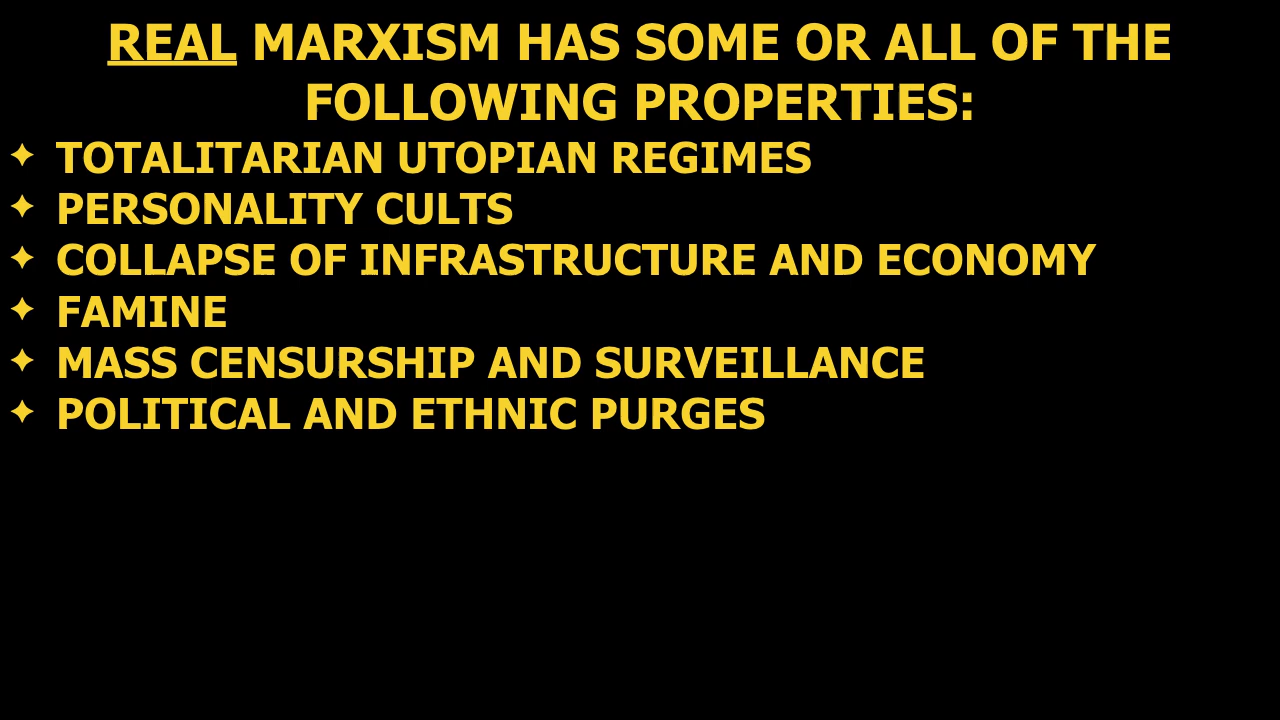 REAL MARXISM HAS SOME OR ALL OF THE
FOLLOWING PROPERTIES:
✦ TOTALITARIAN UTOPIAN REGIMES
✦ PERSONALITY CULTS
✦ COLLAPSE OF INFRASTRUCTURE AND ECONOMY
✦ FAMINE
✦ MASS CENSURSHIP AND SURVEILLANCE
✦ POLITICAL AND ETHNIC PURGES